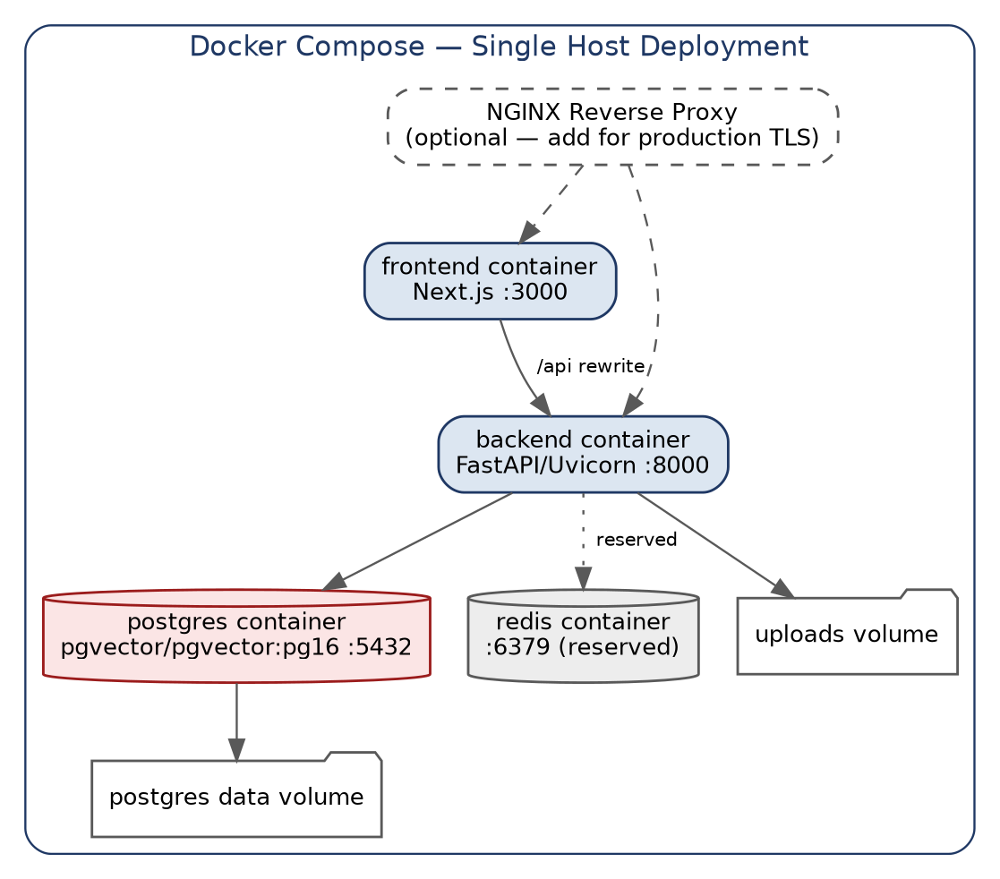 Docker Compose — Single Host Deployment
NGINX Reverse Proxy
(optional — add for production TLS)
frontend container
Next.js :3000
/api rewrite
backend container
FastAPI/Uvicorn :8000
reserved
postgres container
pgvector/pgvector:pg16 :5432
redis container
:6379 (reserved)
uploads volume
postgres data volume